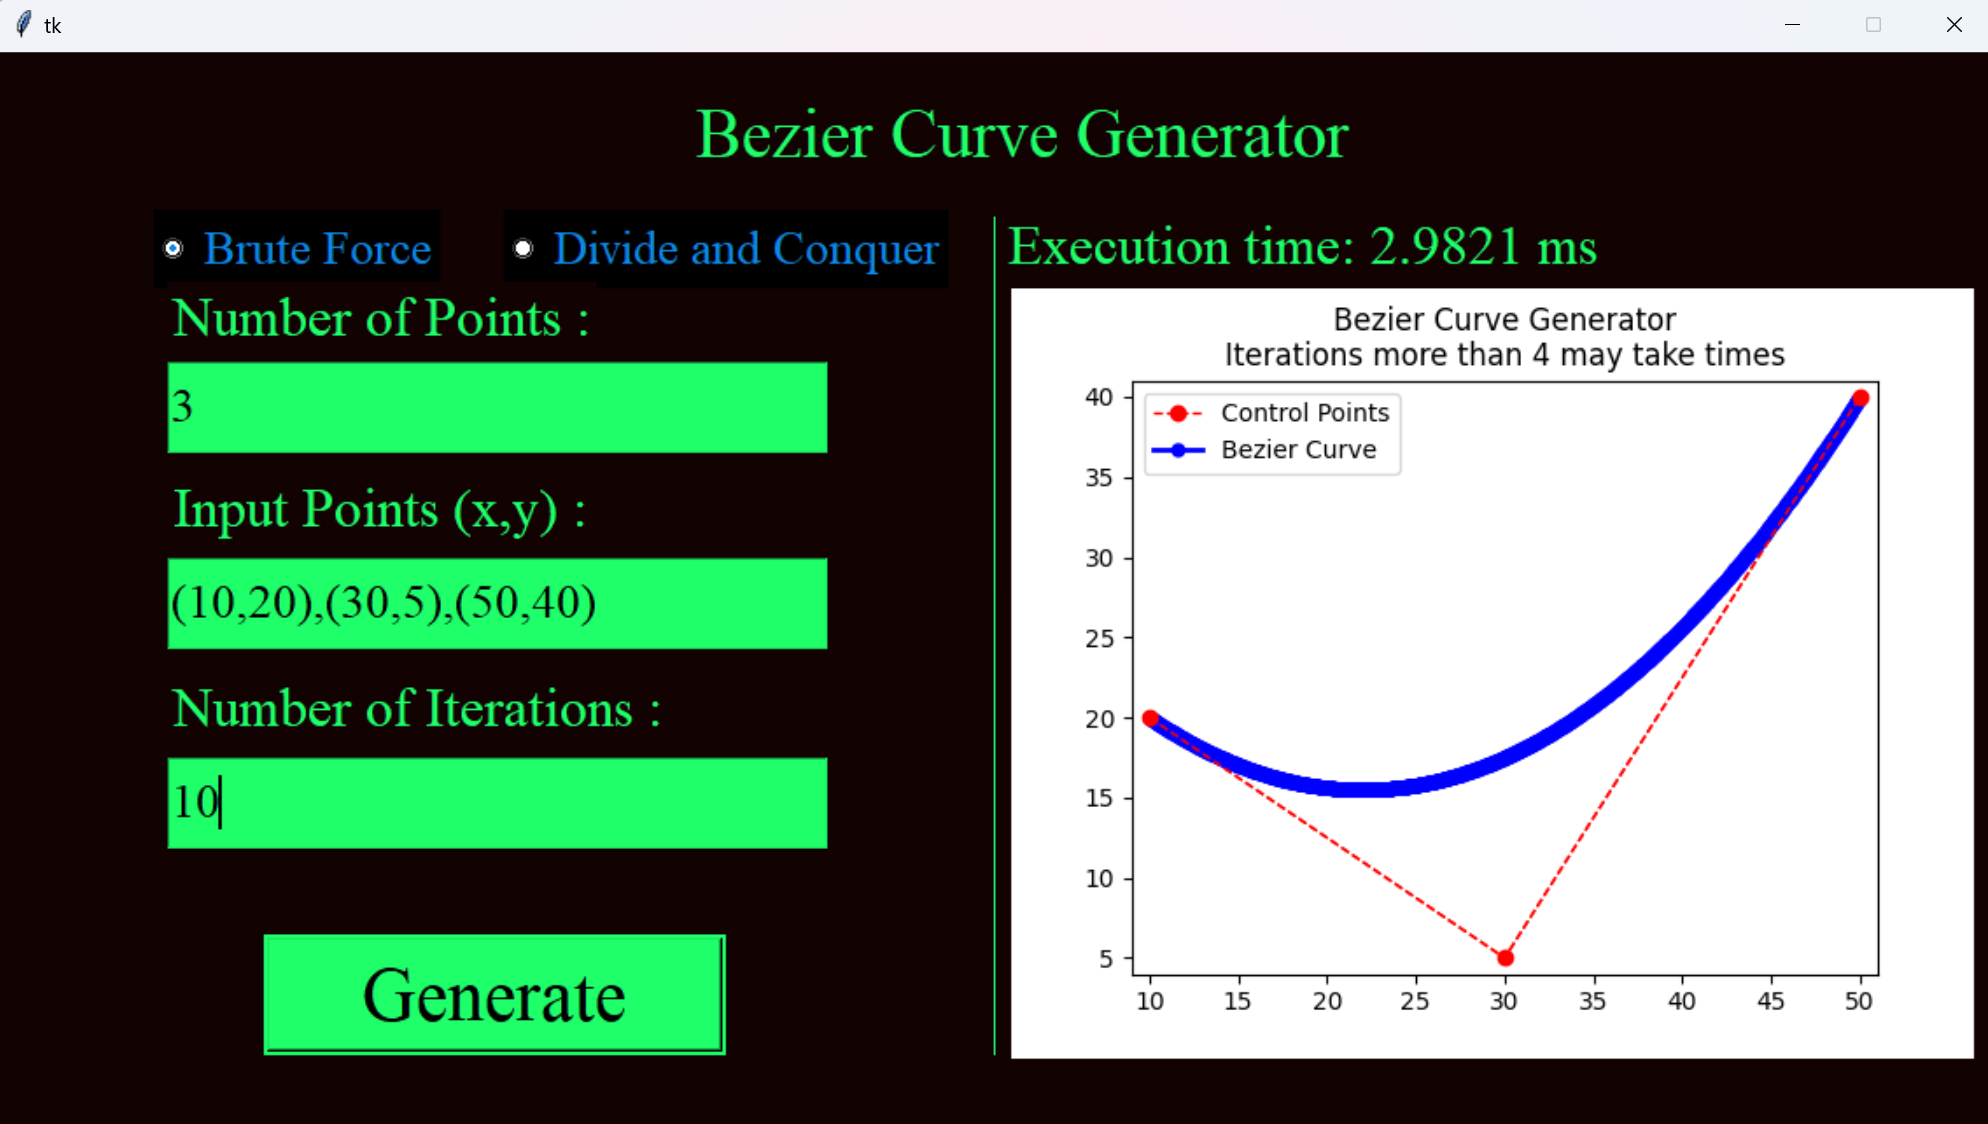 tk
Bezier Curve Generator
Brute Force
Divide and Conquer
Number of Points :
3
Input Points (x,y) :
(10,20),(30,5),(50,40)
Number of Iterations :
10
Generate
Execution time: 2.9821 ms
Bezier Curve Generator
Iterations more than 4 may take times
Control Points
Bezier Curve
40
35
30
25
20
15
10
5
10 15 20 25 30 35 40 45 50